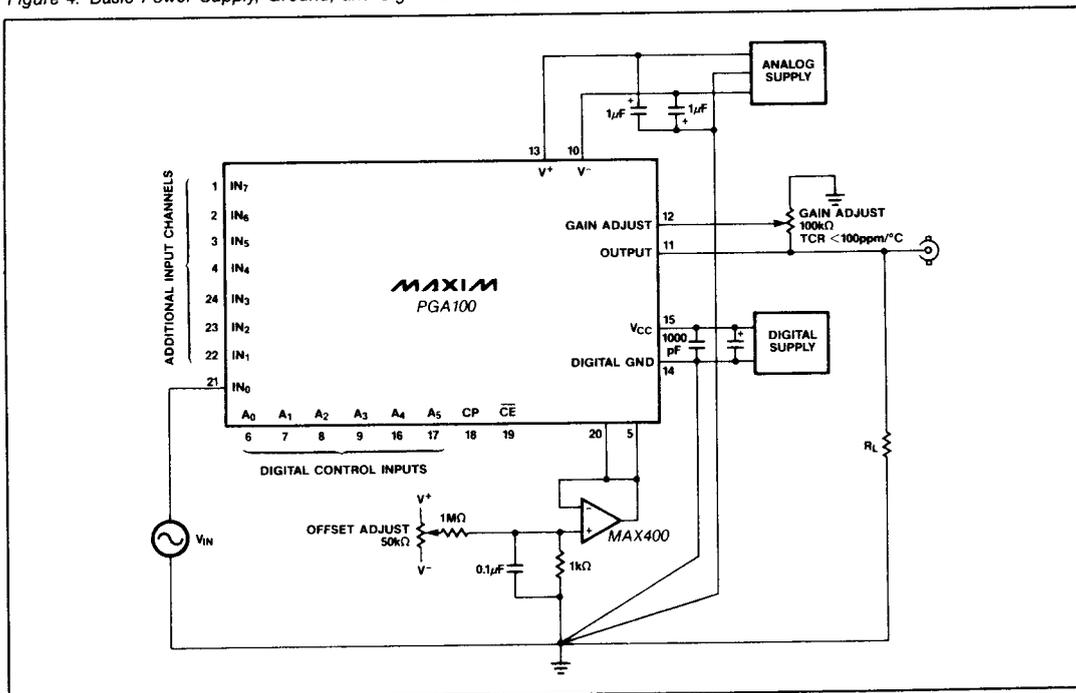 Figure 4. Basic Power Supply, Ground, and
ANALOG
SUPPLY
1µF
+
1µF
+
13
10
V+
V−
ADDITIONAL INPUT CHANNELS
1 IN7
2 IN6
3 IN5
4 IN4
24 IN3
23 IN2
22 IN1
21 IN0
MAXIM
PGA100
GAIN ADJUST 12
OUTPUT 11
GAIN ADJUST
100kΩ
TCR <100ppm/°C
VCC 15
1000
pF
+
DIGITAL GND
14
DIGITAL
SUPPLY
A0 A1 A2 A3 A4 A5 CP CE
6 7 8 9 16 17 18 19 20 5
DIGITAL CONTROL INPUTS
RL
VIN
V+
OFFSET ADJUST
50kΩ
V−
1MΩ
0.1µF
1kΩ
−
+
MAX400